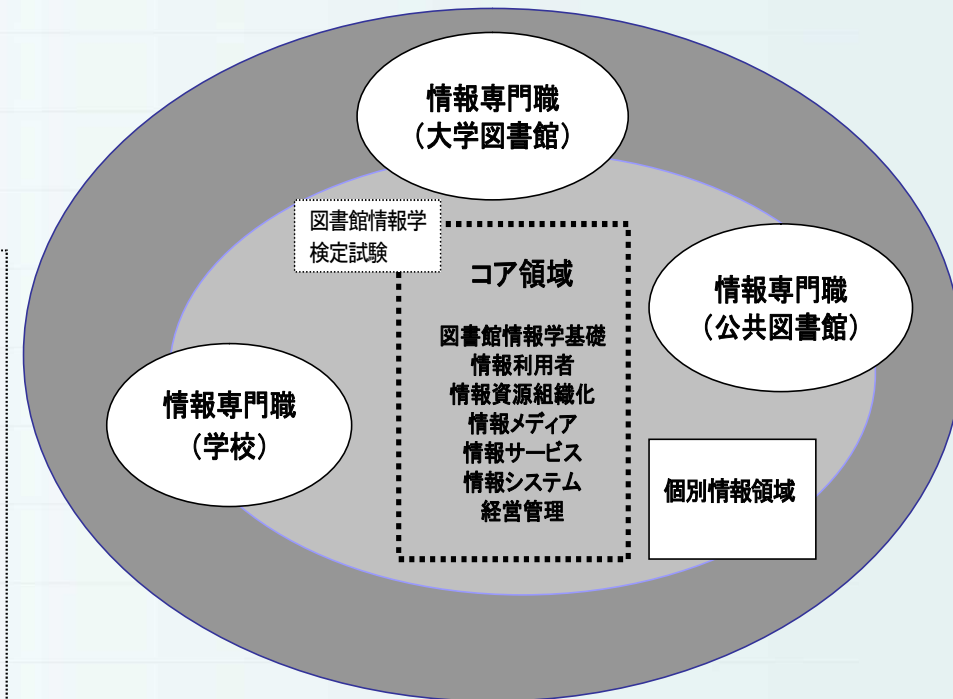 情報専門職
（大学図書館）
図書館情報学
検定試験
コア領域
図書館情報学基礎
情報利用者
情報資源組織化
情報メディア
情報サービス
情報システム
経営管理
情報専門職
（公共図書館）
情報専門職
（学校）
個別情報領域